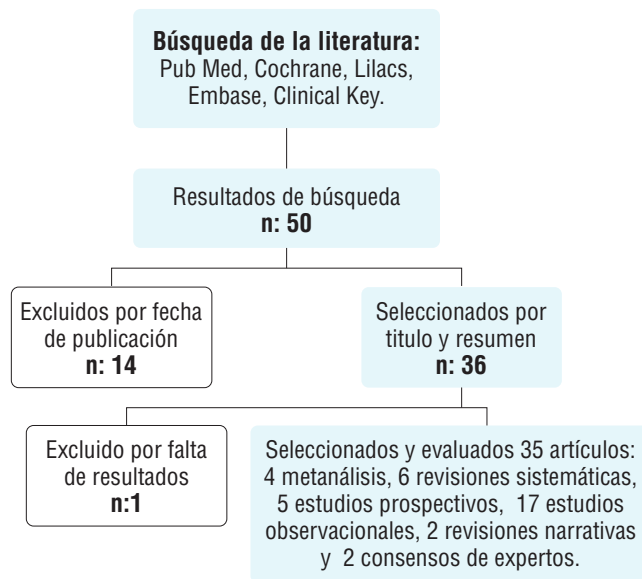 Búsqueda de la literatura:
Pub Med, Cochrane, Lilacs,
Embase, Clinical Key.
Resultados de búsqueda
n: 50
Excluidos por fecha
de publicación
n: 14
Seleccionados por
titulo y resumen
n: 36
Excluido por falta
de resultados
n:1
Seleccionados y evaluados 35 artículos:
4 metanálisis, 6 revisiones sistemáticas,
5 estudios prospectivos, 17 estudios
observacionales, 2 revisiones narrativas
y 2 consensos de expertos.